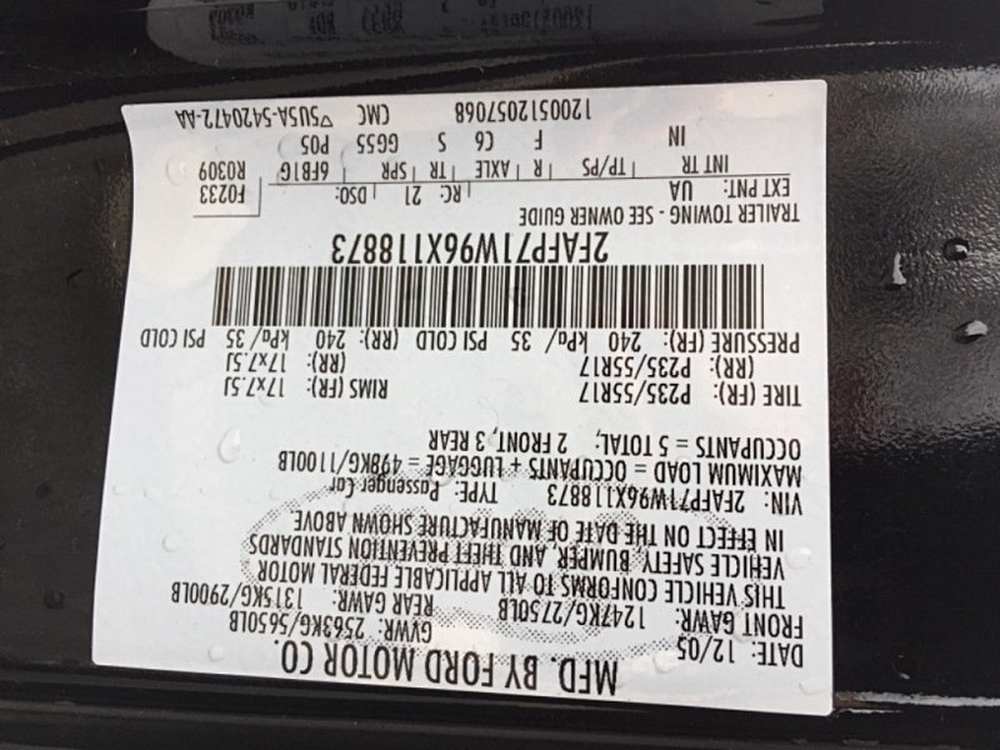 MFD. BY FORD MOTOR CO.
DATE: 12/05 GVWR: 2563KG/5650LB
FRONT GAWR: 1247KG/2750LB REAR GAWR: 1315KG/2900LB
THIS VEHICLE CONFORMS TO ALL APPLICABLE FEDERAL MOTOR
VEHICLE SAFETY, BUMPER, AND THEFT PREVENTION STANDARDS
IN EFFECT ON THE DATE OF MANUFACTURE SHOWN ABOVE
VIN: 2FAFP71W96X118873 TYPE: Passenger Car
MAXIMUM LOAD = OCCUPANTS + LUGGAGE = 498KG/1100LB
OCCUPANTS = 5 TOTAL; 2 FRONT, 3 REAR
TIRE (FR): P235/55R17 RIMS (FR): 17x7.5J
(RR): P235/55R17 (RR): 17x7.5J
PRESSURE (FR): 240 kPa/ 35 PSI COLD (RR): 240 kPa/ 35 PSI COLD
2FAFP71W96X118873
TRAILER TOWING - SEE OWNER GUIDE
EXT PNT: UA RC: 21 DSO: F0233
INT TR TP/PS R AXLE TR SPR 6FB1G R0309
IN F C6 S GG55 P05
1200512057068 CMC ▽5U5A-5420472-AA